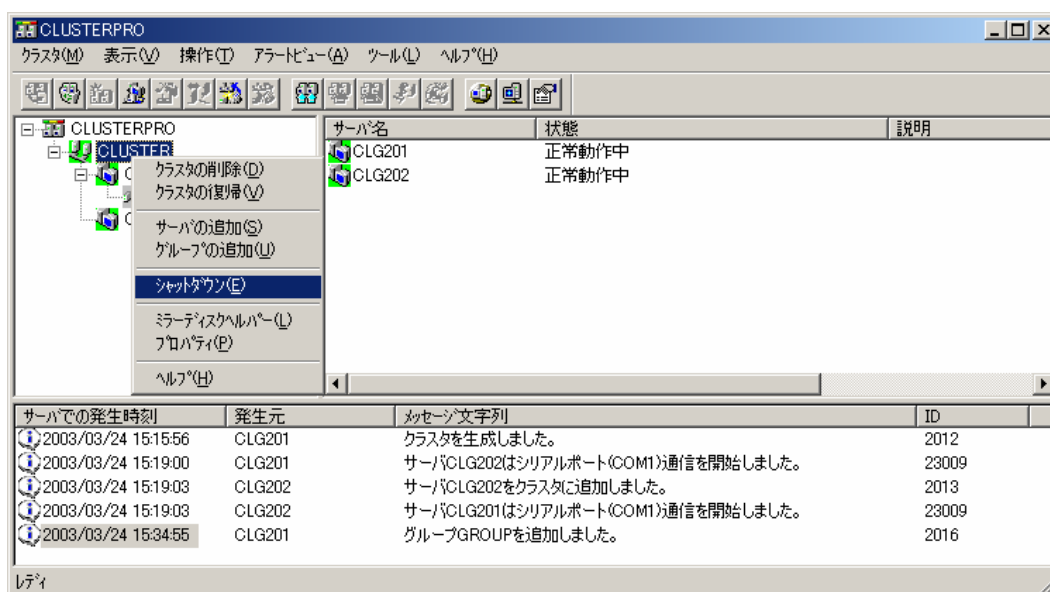 CLUSTERPRO
クラスタ(M) 表示(V) 操作(T) アラートビュー(A) ツール(L) ヘルプ(H)
CLUSTERPRO
CLUSTER
C
C
クラスタの削除(D)
クラスタの復帰(V)
サーバの追加(S)
グループの追加(U)
シャットダウン(E)
ミラーディスクヘルパー(L)
プロパティ(P)
ヘルプ(H)
サーバ名 状態 説明
CLG201 正常動作中
CLG202 正常動作中
サーバでの発生時刻 発生元 メッセージ文字列 ID
2003/03/24 15:15:56 CLG201 クラスタを生成しました。 2012
2003/03/24 15:19:00 CLG201 サーバCLG202はシリアルポート(COM1)通信を開始しました。 23009
2003/03/24 15:19:03 CLG202 サーバCLG202をクラスタに追加しました。 2013
2003/03/24 15:19:03 CLG202 サーバCLG201はシリアルポート(COM1)通信を開始しました。 23009
2003/03/24 15:34:55 CLG201 グループGROUPを追加しました。 2016
レディ